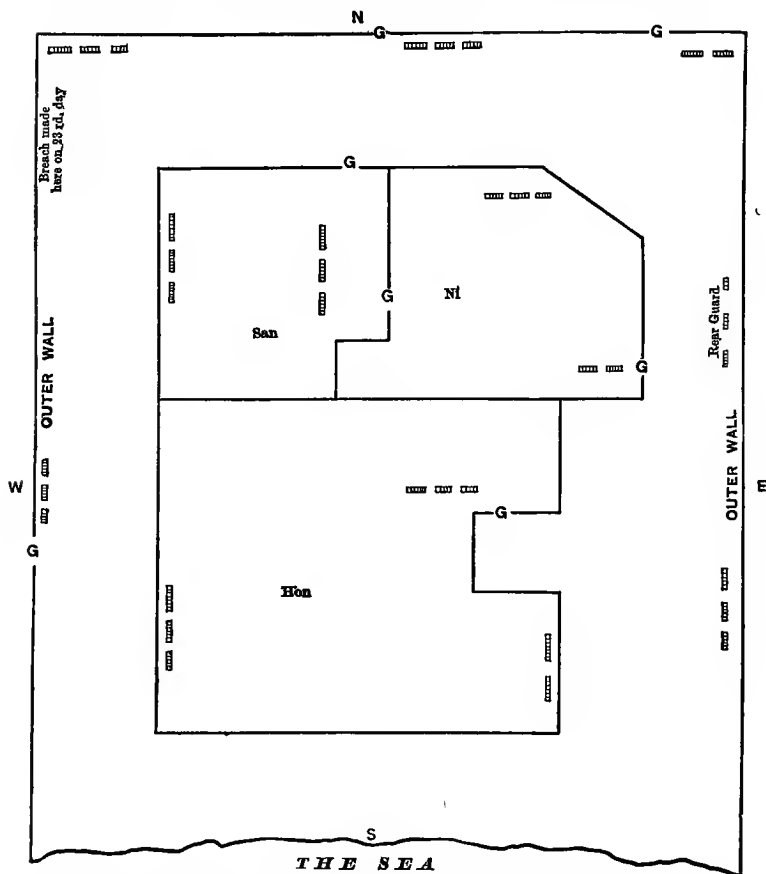 N
G
G
Breach made
here on 23 rd. day
G
G
Ni
San
Rear Guard
OUTER WALL
G
OUTER WALL
W
E
G
G
Hon
S
THE SEA